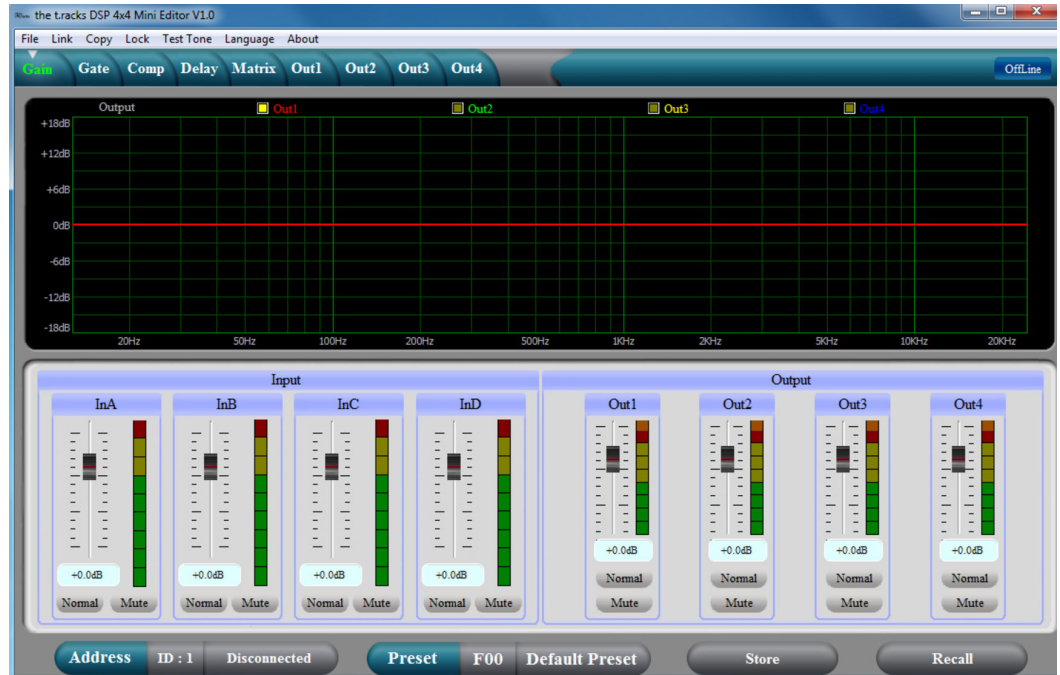 the t.racks DSP 4x4 Mini Editor V1.0
File Link Copy Lock Test Tone Language About
Gain Gate Comp Delay Matrix Out1 Out2 Out3 Out4 OffLine
Output Out1 Out2 Out3 Out4
+18dB
+12dB
+6dB
0dB
-6dB
-12dB
-18dB
20Hz 50Hz 100Hz 200Hz 500Hz 1KHz 2KHz 5KHz 10KHz 20KHz
Input Output
InA InB InC InD Out1 Out2 Out3 Out4
+0.0dB +0.0dB +0.0dB +0.0dB
+0.0dB +0.0dB +0.0dB +0.0dB
Normal Normal Normal Normal
Normal Mute Normal Mute Normal Mute Normal Mute Mute Mute Mute Mute
Address ID : 1 Disconnected Preset F00 Default Preset Store Recall